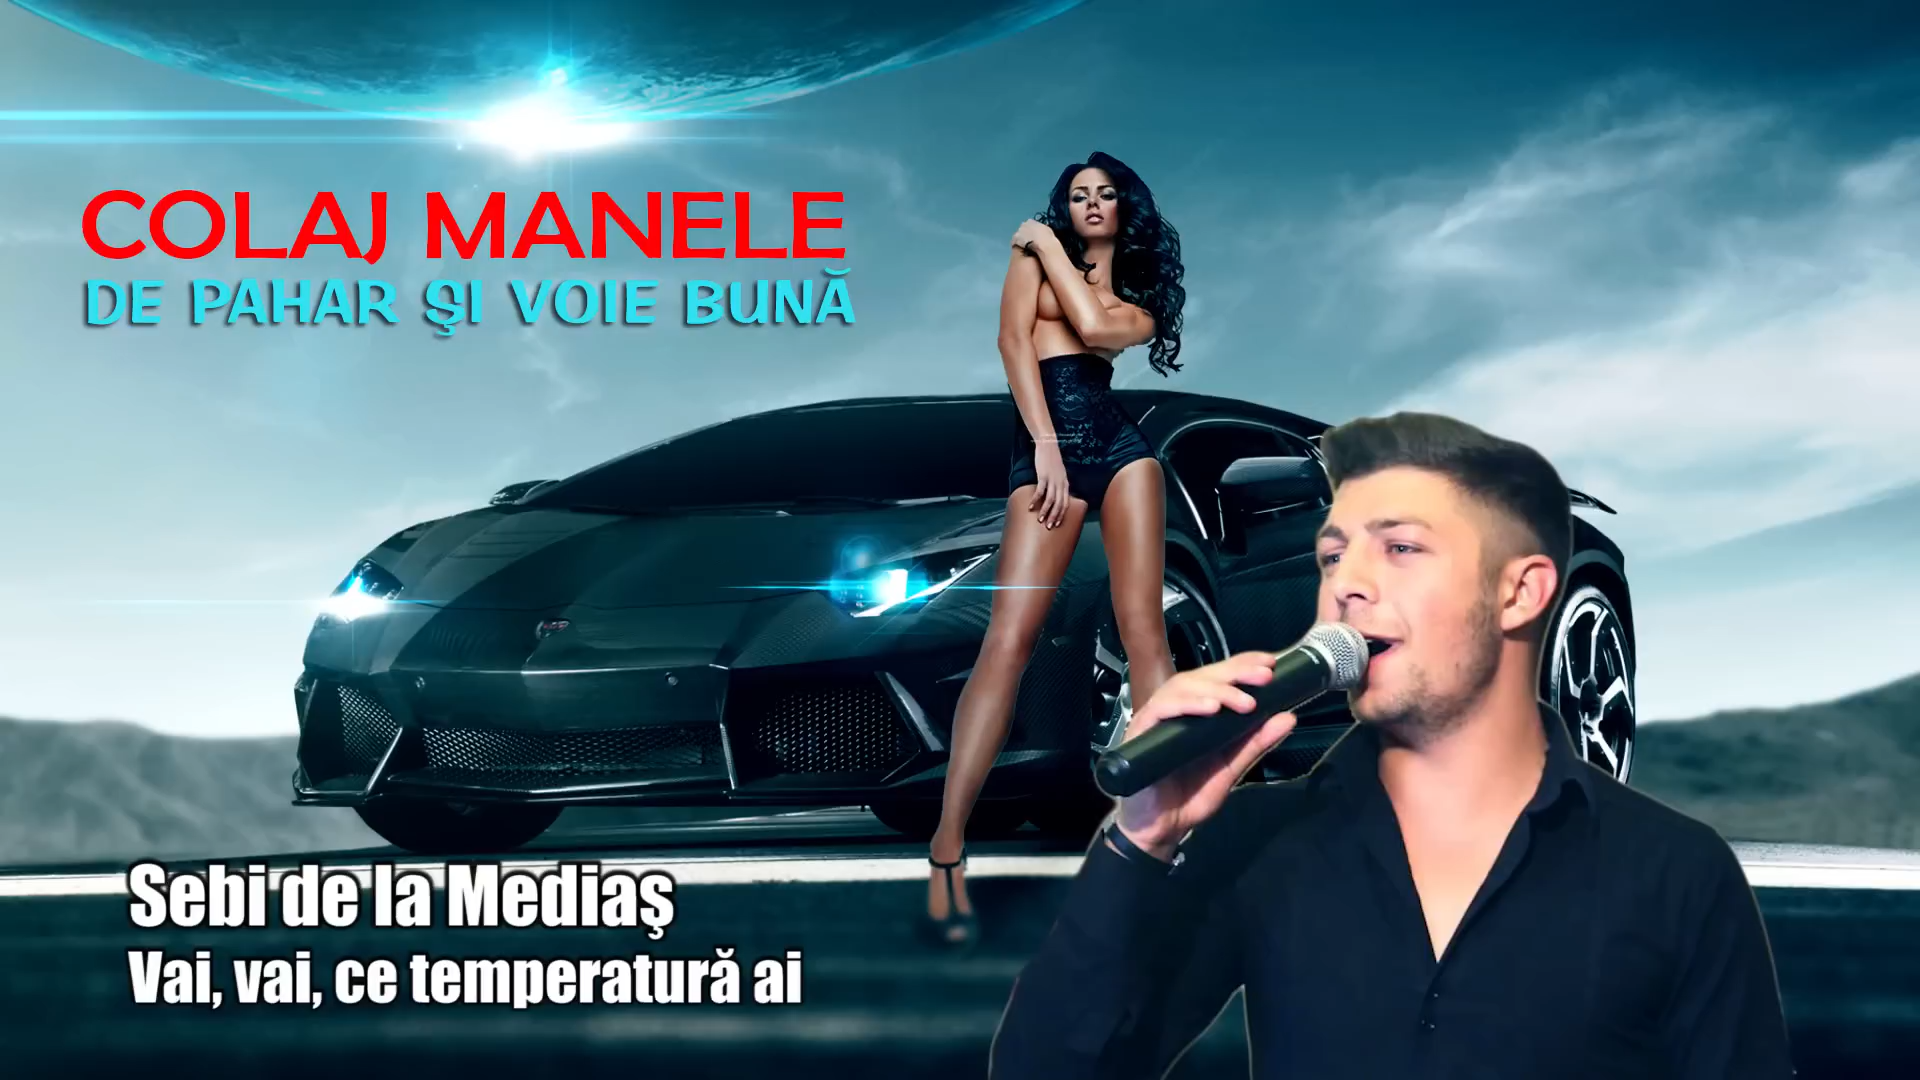 COLAJ MANELE
DE PAHAR ŞI VOIE BUNĂ
Sebi de la Mediaş
Vai, vai, ce temperatură ai